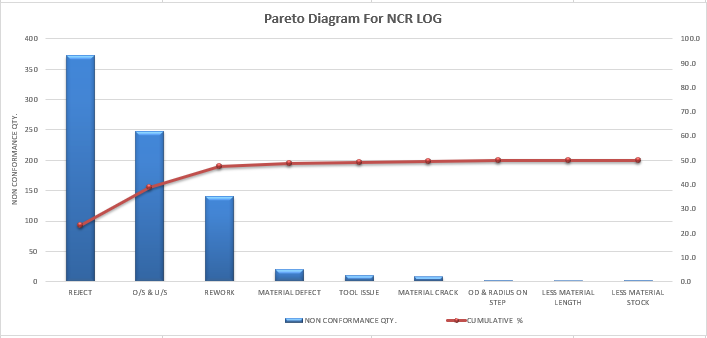 Pareto Diagram For NCR LOG
400
350
300
250
200
150
100
50
0
NON CONFORMANCE QTY.
100.0
90.0
80.0
70.0
60.0
50.0
40.0
30.0
20.0
10.0
0.0
REJECT
O/S & U/S
REWORK
MATERIAL DEFECT
TOOL ISSUE
MATERIAL CRACK
OD & RADIUS ON
STEP
LESS MATERIAL
LENGTH
LESS MATERIAL
STOCK
NON CONFORMANCE QTY.
CUMULATIVE %